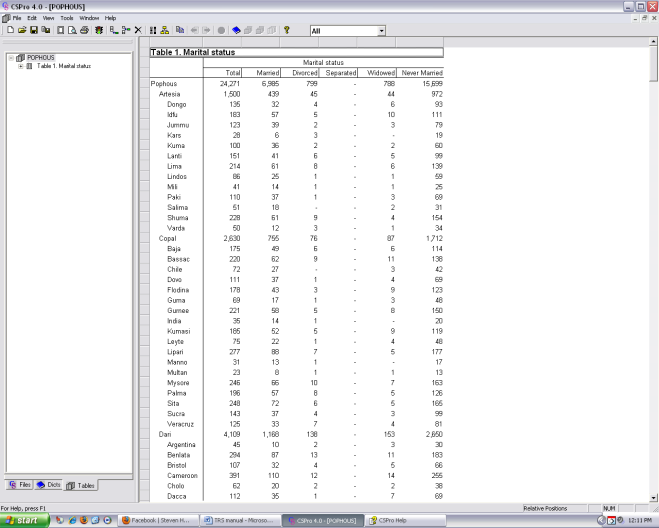 CSPro 4.0 - [POPHOUS]
File Edit View Tools Window Help
All
POPHOUS
Table 1. Marital status
Table 1. Marital status
Marital status
Total Married Divorced Separated Widowed Never Married
Pophous 24,271 6,985 799 - 788 15,699
Artesia 1,500 439 45 - 44 972
Dongo 135 32 4 - 6 93
Idfu 183 57 5 - 10 111
Jummu 123 39 2 - 3 79
Kars 28 6 3 - - 19
Kuma 100 36 2 - 2 60
Lanti 151 41 6 - 5 99
Lima 214 61 8 - 6 139
Lindos 86 25 1 - 1 59
Mili 41 14 1 - 1 25
Paki 110 37 1 - 3 69
Salima 51 18 - - 2 31
Shuma 228 61 9 - 4 154
Varda 50 12 3 - 1 34
Copal 2,630 755 76 - 87 1,712
Baja 175 49 6 - 6 114
Bassac 220 62 9 - 11 138
Chile 72 27 - - 3 42
Dovo 111 37 1 - 4 69
Flodina 178 43 3 - 9 123
Guma 69 17 1 - 3 48
Gumee 221 58 5 - 8 150
India 35 14 1 - - 20
Kumasi 185 52 5 - 9 119
Leyte 75 22 1 - 4 48
Lipari 277 88 7 - 5 177
Manno 31 13 1 - - 17
Multan 23 8 1 - 1 13
Mysore 246 66 10 - 7 163
Palma 196 57 8 - 5 126
Sita 248 72 6 - 5 165
Sucra 143 37 4 - 3 99
Veracruz 125 33 7 - 4 81
Dari 4,109 1,168 138 - 153 2,650
Argentina 45 10 2 - 3 30
Benlata 294 87 13 - 11 183
Bristol 107 32 4 - 5 66
Cameroon 391 110 12 - 14 255
Cholo 62 20 2 - 2 38
Dacca 112 35 1 - 7 69
Files Dicts Tables
For Help, press F1 Relative Positions NUM
start Facebook | Steven H... TRS manual - Microso... CSPro 4.0 - [POPHOUS] CSPro Help 12:11 PM